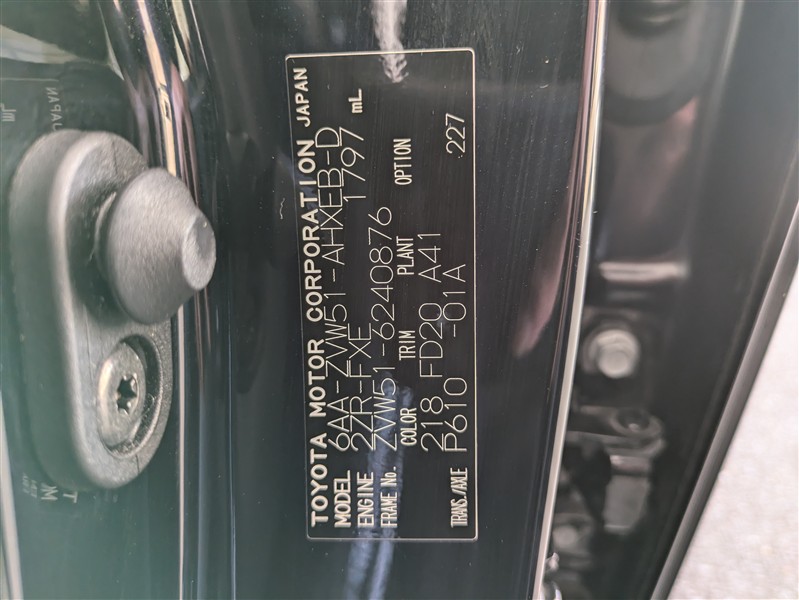 TOYOTA MOTOR CORPORATION JAPAN
MODEL 6AA-ZVW51-AHXEB-D
ENGINE 2ZR-FXE 1797 mL
FRAME No. ZVW51-6240876
COLOR TRIM PLANT OPTION
218 FD20 A41
TRANS./AXLE P610 -01A 227